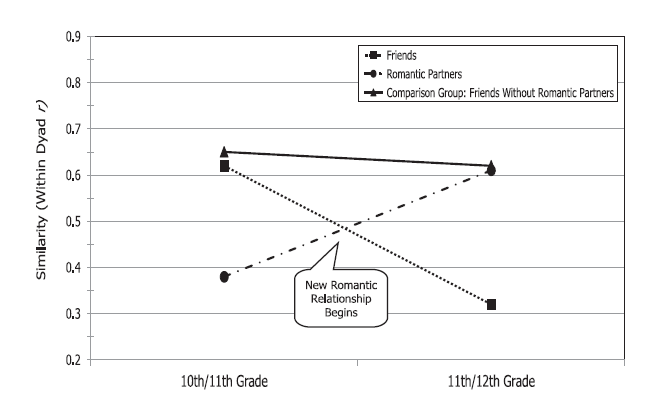 0.9
Friends
Romantic Partners
Comparison Group: Friends Without Romantic Partners
0.8
0.7
0.6
0.5
0.4
0.3
0.2
Similarity (Within Dyad r)
New Romantic
Relationship
Begins
10th/11th Grade
11th/12th Grade